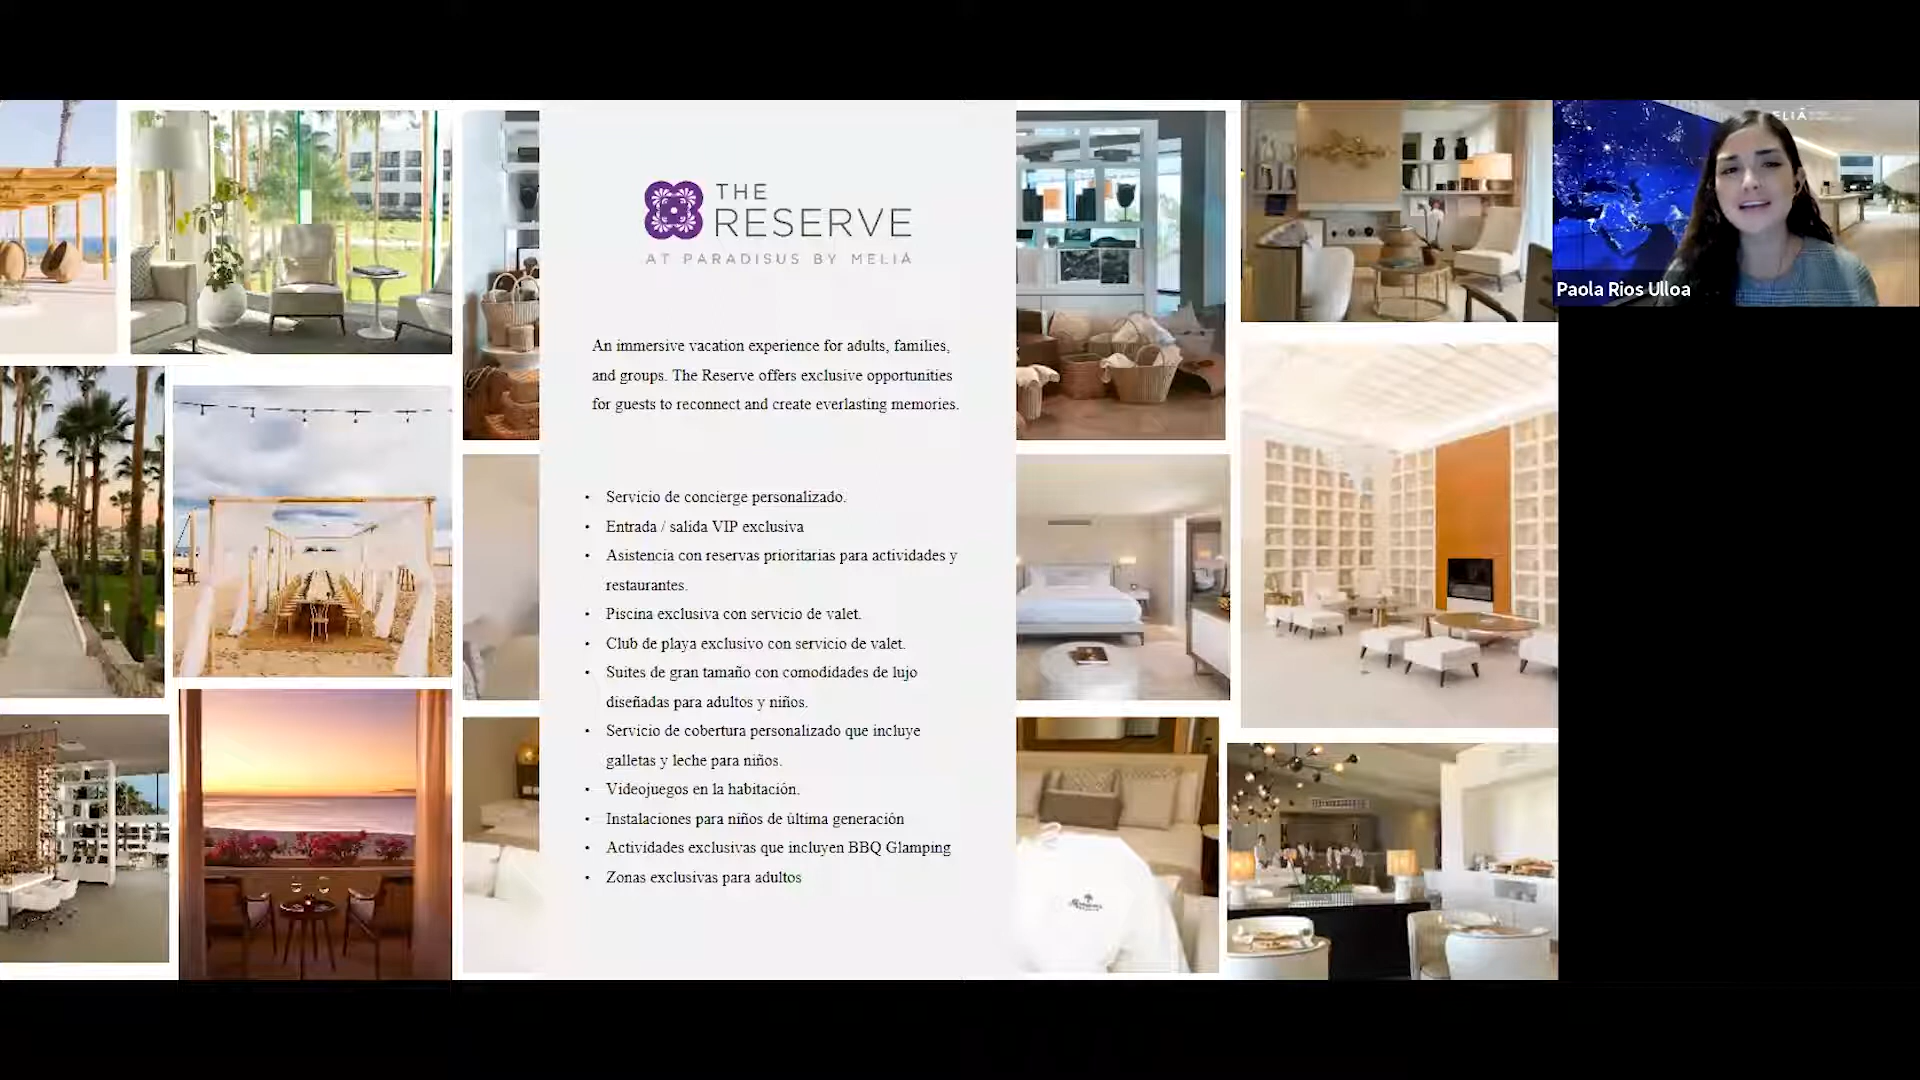 THE
RESERVE
AT PARADISUS BY MELIÁ
An immersive vacation experience for adults, families,
and groups. The Reserve offers exclusive opportunities
for guests to reconnect and create everlasting memories.
• Servicio de concierge personalizado.
• Entrada / salida VIP exclusiva
• Asistencia con reservas prioritarias para actividades y
restaurantes.
• Piscina exclusiva con servicio de valet.
• Club de playa exclusivo con servicio de valet.
• Suites de gran tamaño con comodidades de lujo
diseñadas para adultos y niños.
• Servicio de cobertura personalizado que incluye
galletas y leche para niños.
• Videojuegos en la habitación.
• Instalaciones para niños de última generación
• Actividades exclusivas que incluyen BBQ Glamping
• Zonas exclusivas para adultos
Paola Rios Ulloa